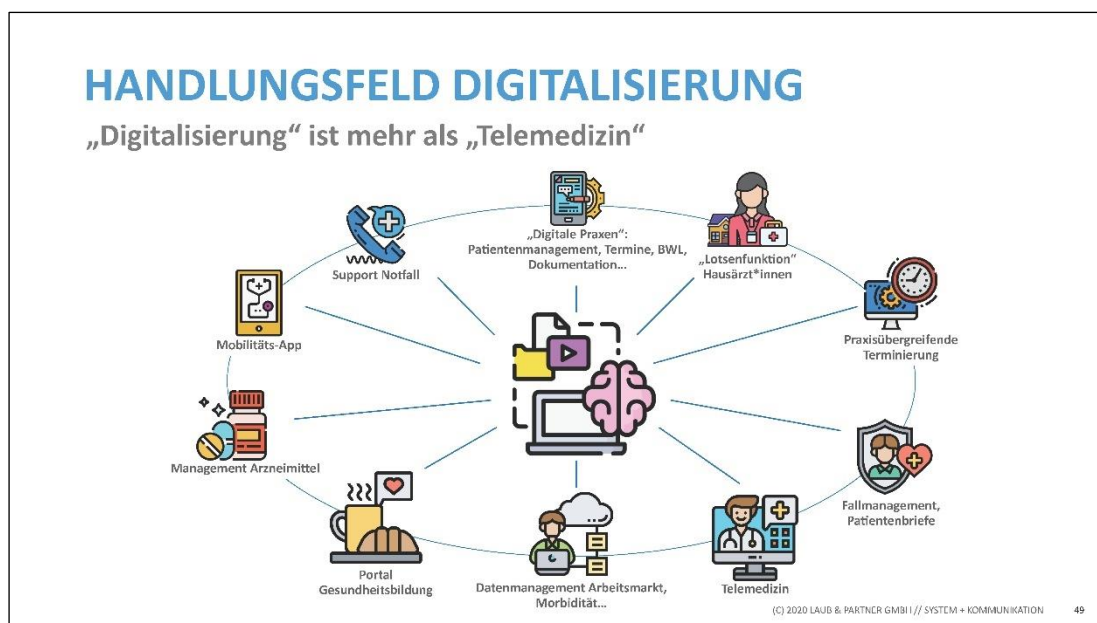 HANDLUNGSFELD DIGITALISIERUNG
„Digitalisierung“ ist mehr als „Telemedizin“
Support Notfall
„Digitale Praxen“:
Patientenmanagement, Termine, BWL,
Dokumentation...
„Lotsenfunktion“
Hausärzt*innen
Mobilitäts-App
Praxisübergreifende
Terminierung
Management Arzneimittel
Fallmanagement,
Patientenbriefe
Portal
Gesundheitsbildung
Datenmanagement Arbeitsmarkt,
Morbidität...
Telemedizin
(C) 2020 LAUB & PARTNER GMBH // SYSTEM + KOMMUNIKATION 49